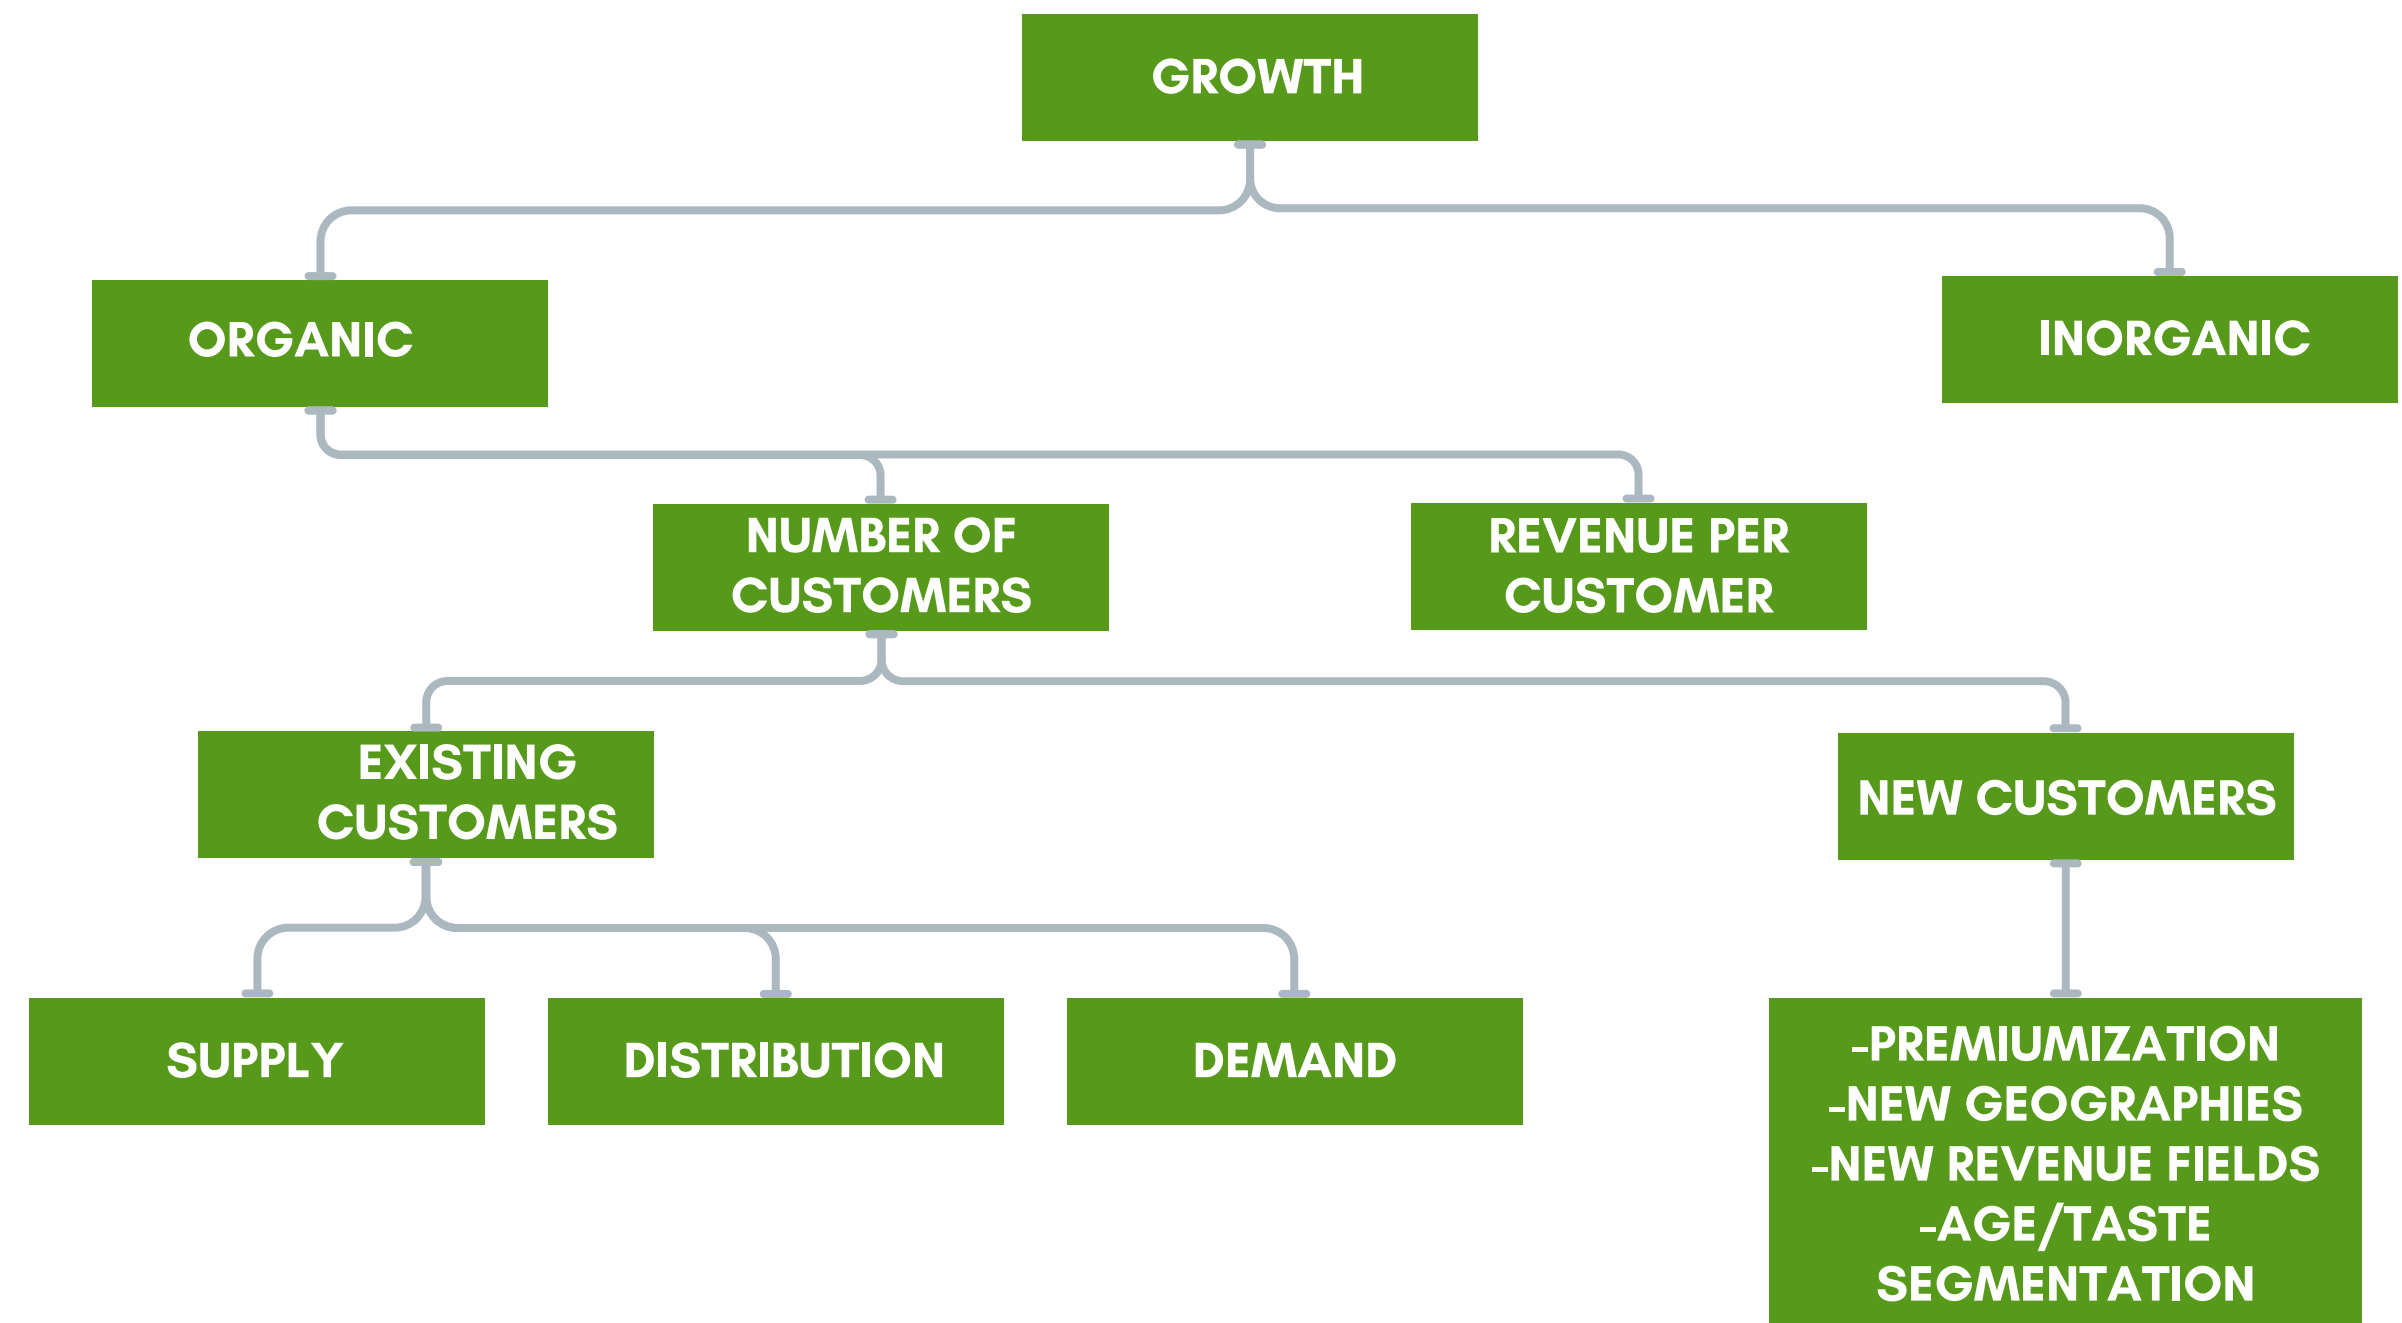 GROWTH
ORGANIC
INORGANIC
NUMBER OF
CUSTOMERS
REVENUE PER
CUSTOMER
EXISTING
CUSTOMERS
NEW CUSTOMERS
SUPPLY
DISTRIBUTION
DEMAND
-PREMIUMIZATION
-NEW GEOGRAPHIES
-NEW REVENUE FIELDS
-AGE/TASTE
SEGMENTATION